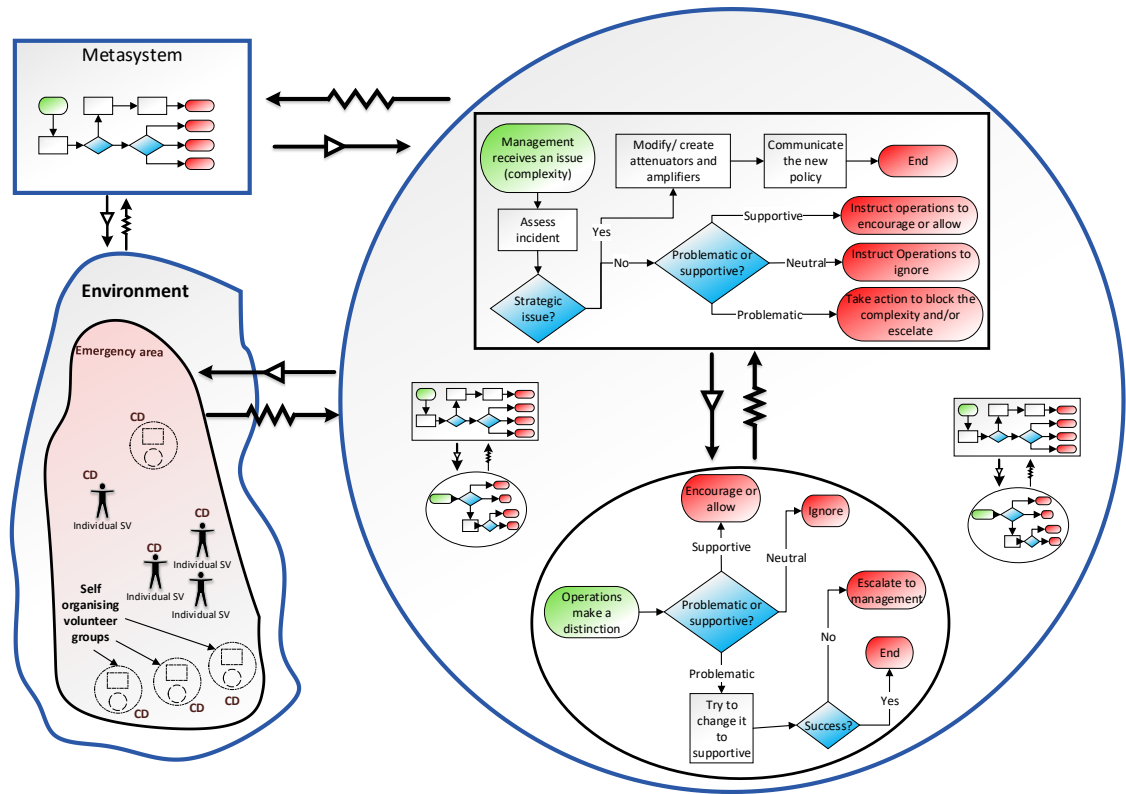 Metasystem
Management
receives an issue
(complexity)
Modify/ create
attenuators and
amplifiers
Communicate
the new
policy
End
Assess
incident
Yes
Supportive
Instruct operations to
encourage or allow
No
Problematic or
supportive?
Neutral
Instruct Operations to
ignore
Strategic
issue?
Problematic
Take action to block the
complexity and/or
escelate
Environment
Emergency area
CD
CD
Individual SV
CD
Individual SV
CD
Individual SV
Individual SV
Self
organising
volunteer
groups
CD
CD
CD
Encourage or
allow
Ignore
Supportive
Neutral
Operations
make a
distinction
Problematic or
supportive?
Escalate to
management
No
End
Problematic
Yes
Try to
change it to
supportive
Success?